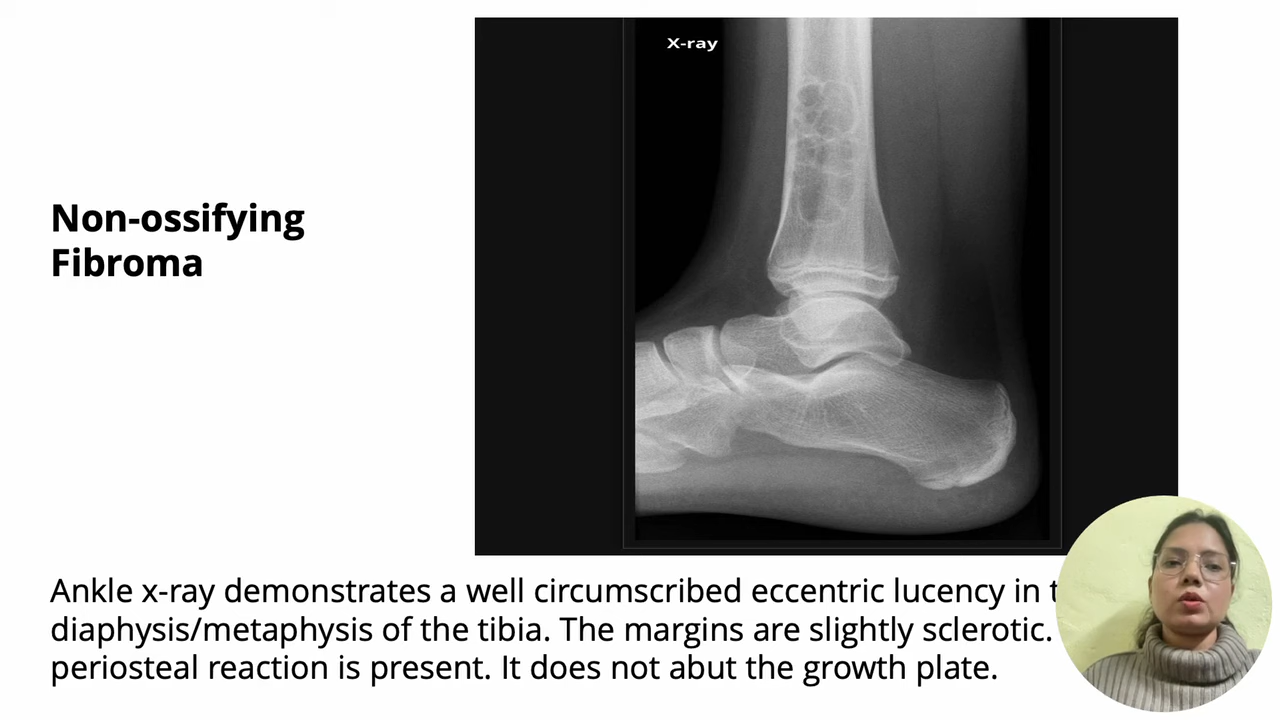 X-ray
Non-ossifying
Fibroma
Ankle x-ray demonstrates a well circumscribed eccentric lucency in
diaphysis/metaphysis of the tibia. The margins are slightly sclerotic.
periosteal reaction is present. It does not abut the growth plate.